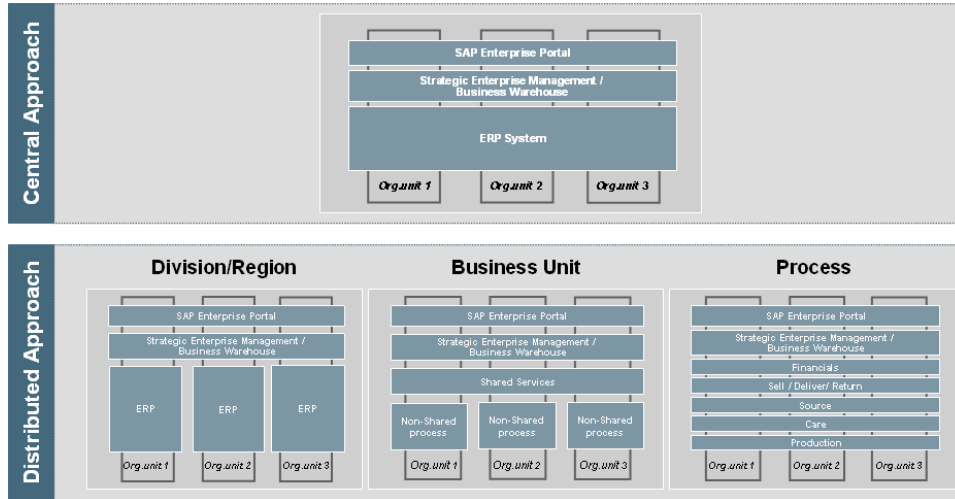 Central Approach
SAP Enterprise Portal
Strategic Enterprise Management /
Business Warehouse
ERP System
Org.unit 1
Org.unit 2
Org.unit 3
Distributed Approach
Division/Region
SAP Enterprise Portal
Strategic Enterprise Management /
Business Warehouse
ERP
ERP
ERP
Org.unit 1
Org.unit 2
Org.unit 3
Business Unit
SAP Enterprise Portal
Strategic Enterprise Management /
Business Warehouse
Shared Services
Non-Shared
process
Non-Shared
process
Non-Shared
process
Org.unit 1
Org.unit 2
Org.unit 3
Process
SAP Enterprise Portal
Strategic Enterprise Management /
Business Warehouse
Financials
Sell / Deliver/ Return
Source
Care
Production
Org.unit 1
Org.unit 2
Org.unit 3